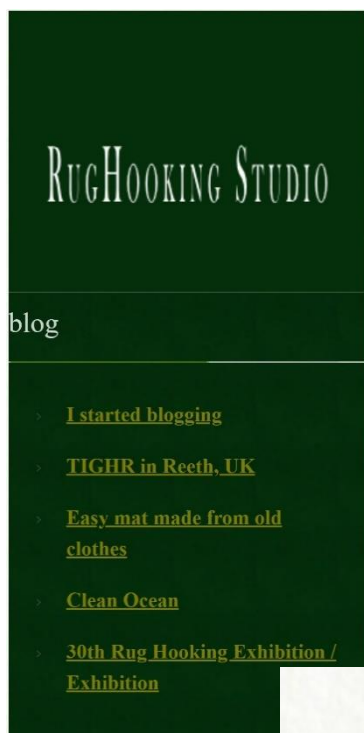 RUGHOOKING STUDIO
blog
I started blogging
TIGHR in Reeth, UK
Easy mat made from old
clothes
Clean Ocean
30th Rug Hooking Exhibition /
Exhibition